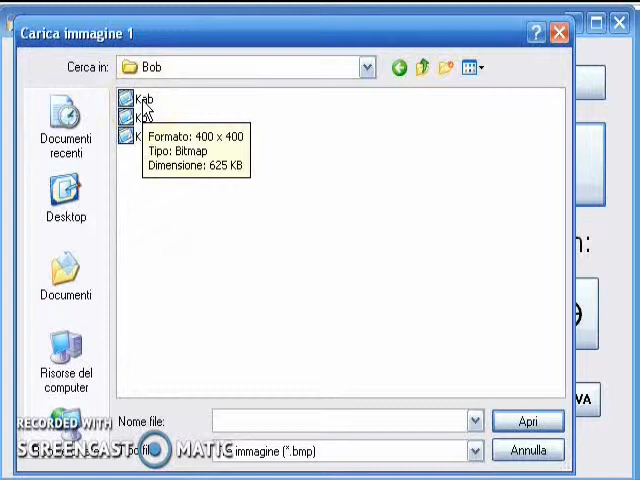 Carica immagine 1
Cerca in: Bob
Kab
Formato: 400 x 400
Tipo: Bitmap
Dimensione: 625 KB
Documenti
recenti
Desktop
Documenti
Risorse del
computer
n:
VA
Nome file:
Apri
immagine (*.bmp)
Annulla
RECORDED WITH
SCREENCAST MATIC